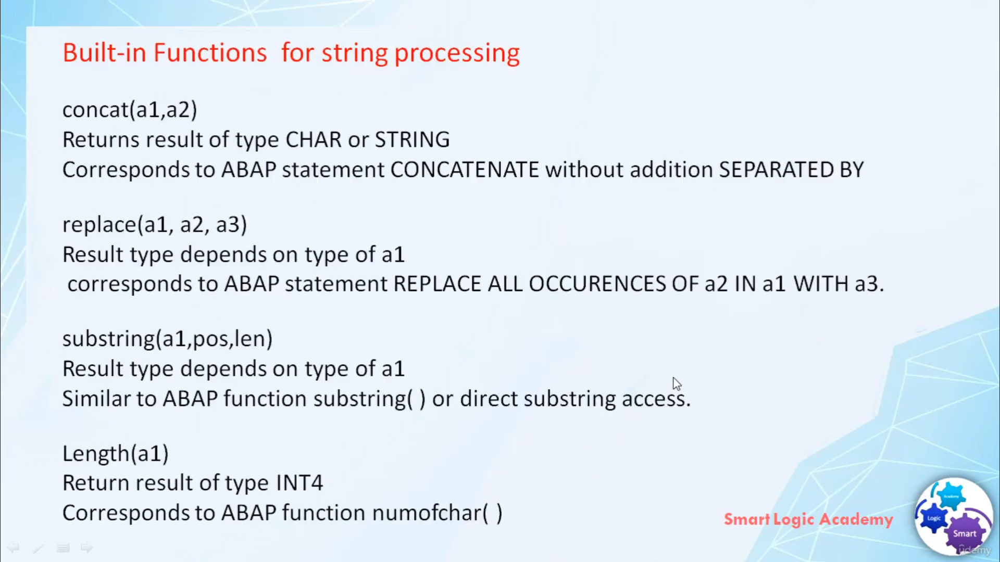 Built-in Functions for string processing
concat(a1,a2)
Returns result of type CHAR or STRING
Corresponds to ABAP statement CONCATENATE without addition SEPARATED BY
replace(a1, a2, a3)
Result type depends on type of a1
corresponds to ABAP statement REPLACE ALL OCCURENCES OF a2 IN a1 WITH a3.
substring(a1,pos,len)
Result type depends on type of a1
Similar to ABAP function substring( ) or direct substring access.
Length(a1)
Return result of type INT4
Corresponds to ABAP function numofchar( )
Smart Logic Academy
Academy
Logic
Smart
ûdemy